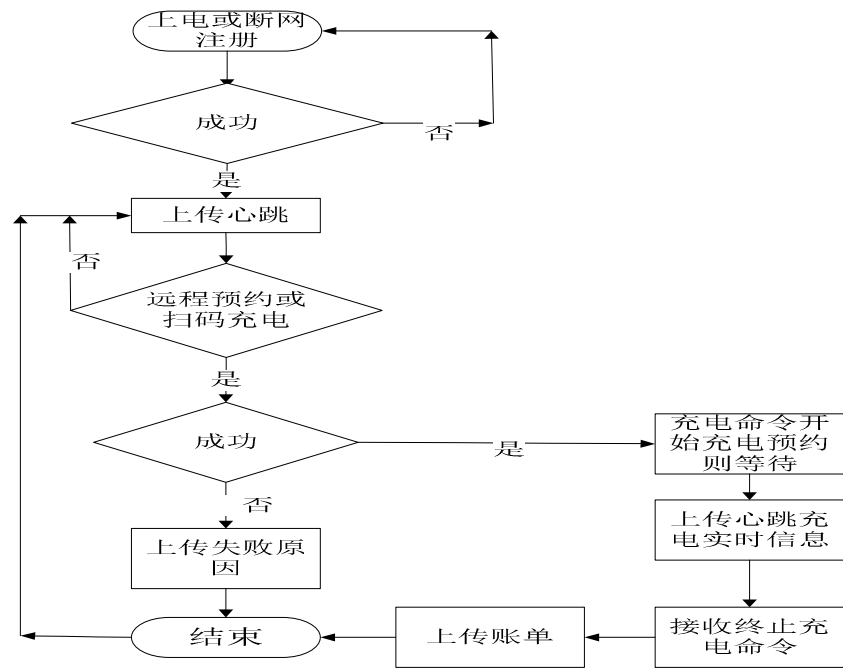 上电或断网
注册
成功
否
是
上传心跳
否
远程预约或
扫码充电
是
成功
是
充电命令开
始充电预约
则等待
否
上传心跳充
电实时信息
上传失败原
因
接收终止充
电命令
上传账单
结束